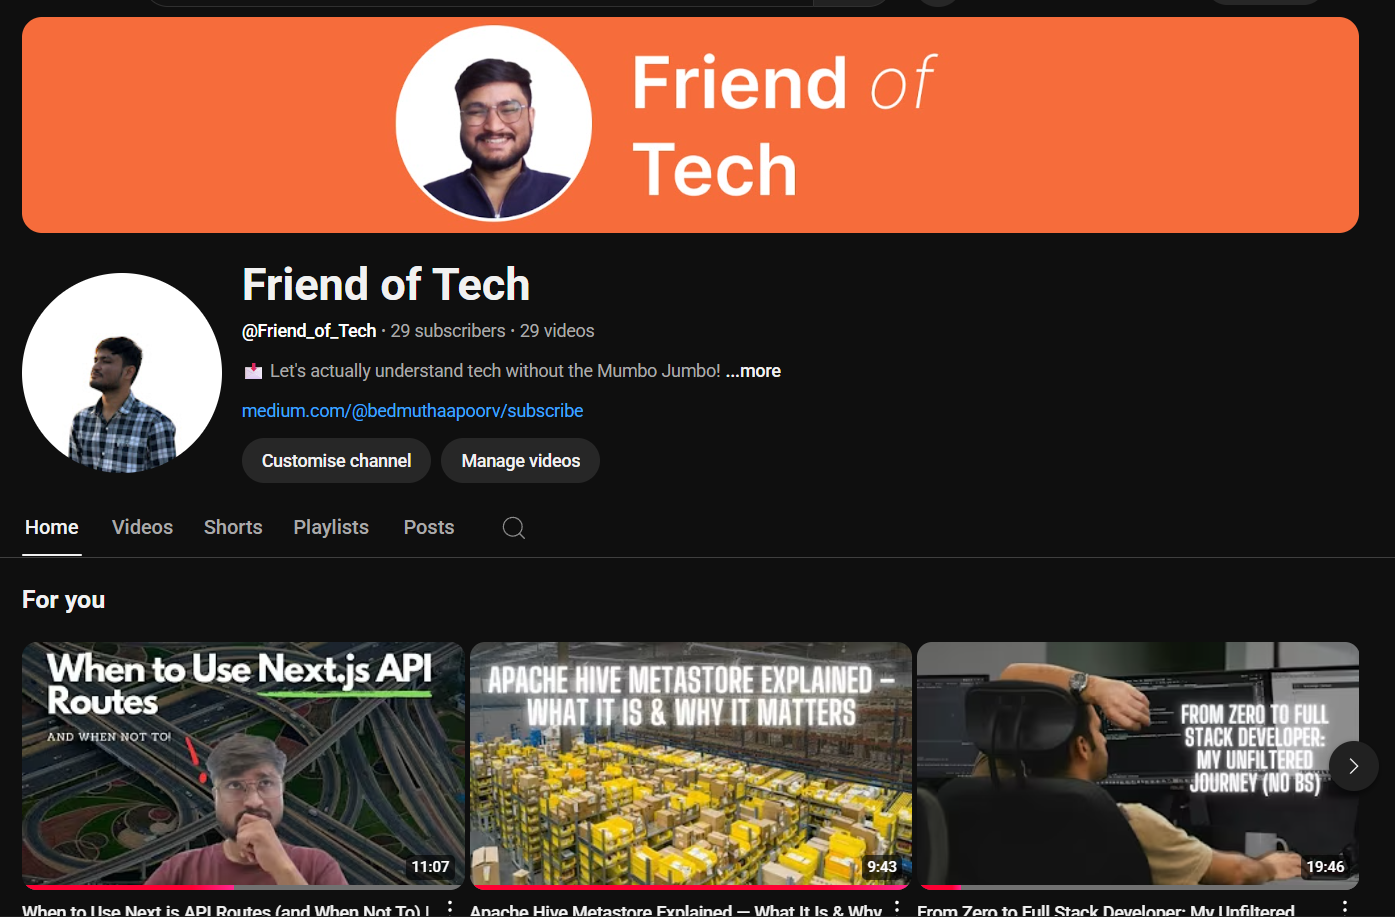 Friend of
Tech
Friend of Tech
@Friend_of_Tech · 29 subscribers · 29 videos
Let's actually understand tech without the Mumbo Jumbo! ...more
medium.com/@bedmuthaapoorv/subscribe
Customise channel
Manage videos
Home
Videos
Shorts
Playlists
Posts
For you
When to Use Next.js API
Routes
AND WHEN NOT TO!
11:07
APACHE HIVE METASTORE EXPLAINED –
WHAT IT IS & WHY IT MATTERS
9:43
FROM ZERO TO FULL
STACK DEVELOPER:
MY UNFILTERED
JOURNEY (NO BS)
19:46
When to Use Next.js API Routes (and When Not To) |
Apache Hive Metastore Explained — What It Is & Why
From Zero to Full Stack Developer: My Unfiltered